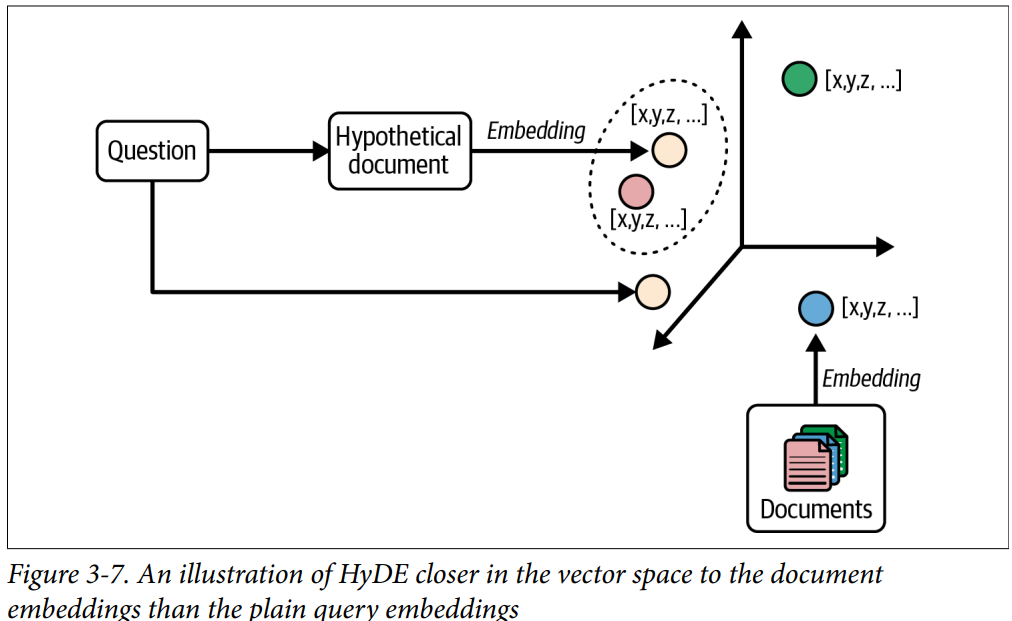 [x,y,z, ...]
[x,y,z, ...]
Embedding
Question
Hypothetical
document
[x,y,z, ...]
[x,y,z, ...]
Embedding
Documents
Figure 3-7. An illustration of HyDE closer in the vector space to the document
embeddings than the plain query embeddings